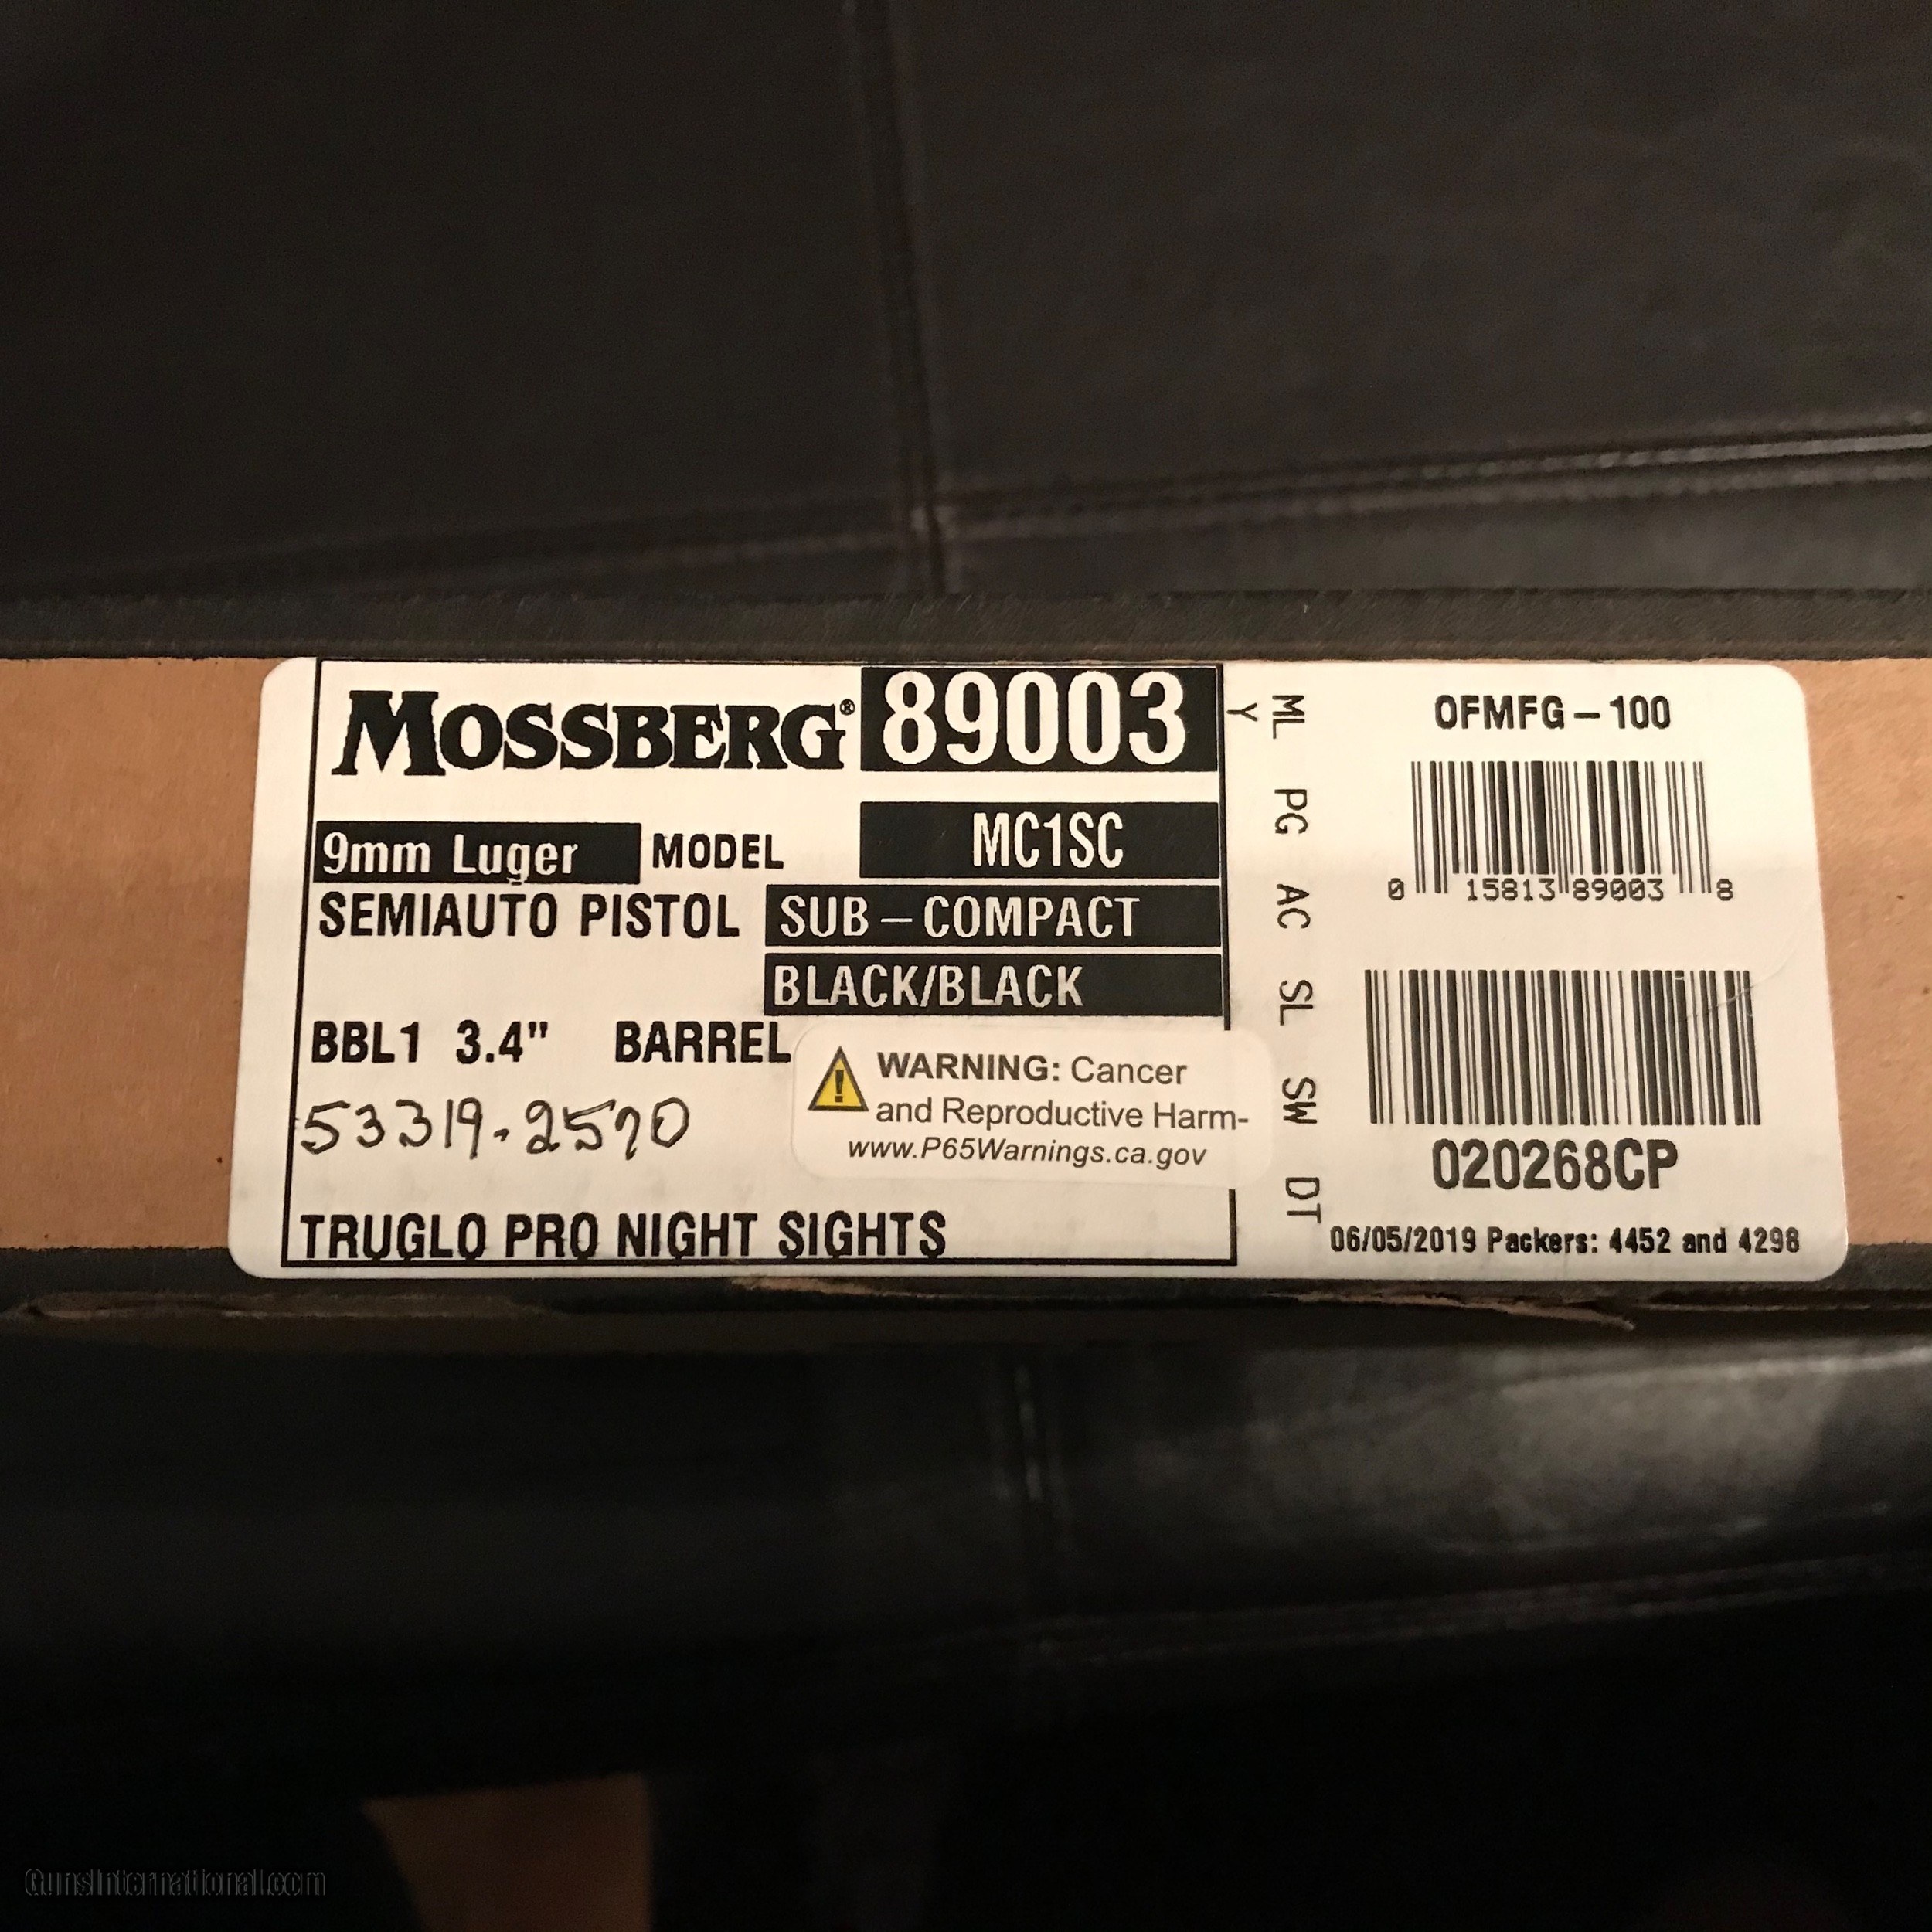 MOSSBERG® 89003
9mm Luger MODEL MC1SC
SEMIAUTO PISTOL SUB-COMPACT
BLACK/BLACK
BBL1 3.4" BARREL
WARNING: Cancer
and Reproductive Harm-
www.P65Warnings.ca.gov
53319-2570
TRUGLO PRO NIGHT SIGHTS
ML PG AC SL SW DT
Y
OFMFG-100
0 15813 89003 8
020268CP
06/05/2019 Packers: 4452 and 4298
GunsInternational.com